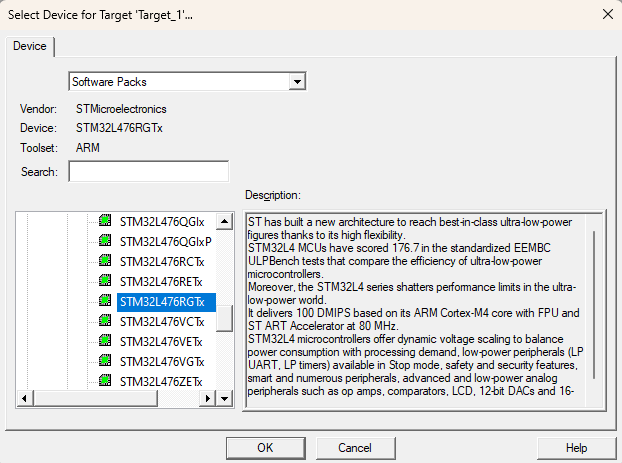 Select Device for Target 'Target_1'...
Device
Software Packs
Vendor: STMicroelectronics
Device: STM32L476RGTx
Toolset: ARM
Search:
Description:
STM32L476QGIx
STM32L476QGIxP
STM32L476RCTx
STM32L476RETx
STM32L476RGTx
STM32L476VCTx
STM32L476VETx
STM32L476VGTx
STM32L476ZETx
ST has built a new architecture to reach best-in-class ultra-low-power
figures thanks to its high flexibility.
STM32L4 MCUs have scored 176.7 in the standardized EEMBC
ULPBench tests that compare the efficiency of ultra-low-power
microcontrollers.
Moreover, the STM32L4 series shatters performance limits in the ultra-
low-power world.
It delivers 100 DMIPS based on its ARM Cortex-M4 core with FPU and
ST ART Accelerator at 80 MHz.
STM32L4 microcontrollers offer dynamic voltage scaling to balance
power consumption with processing demand, low-power peripherals (LP
UART, LP timers) available in Stop mode, safety and security features,
smart and numerous peripherals, advanced and low-power analog
peripherals such as op amps, comparators, LCD, 12-bit DACs and 16-
OK
Cancel
Help